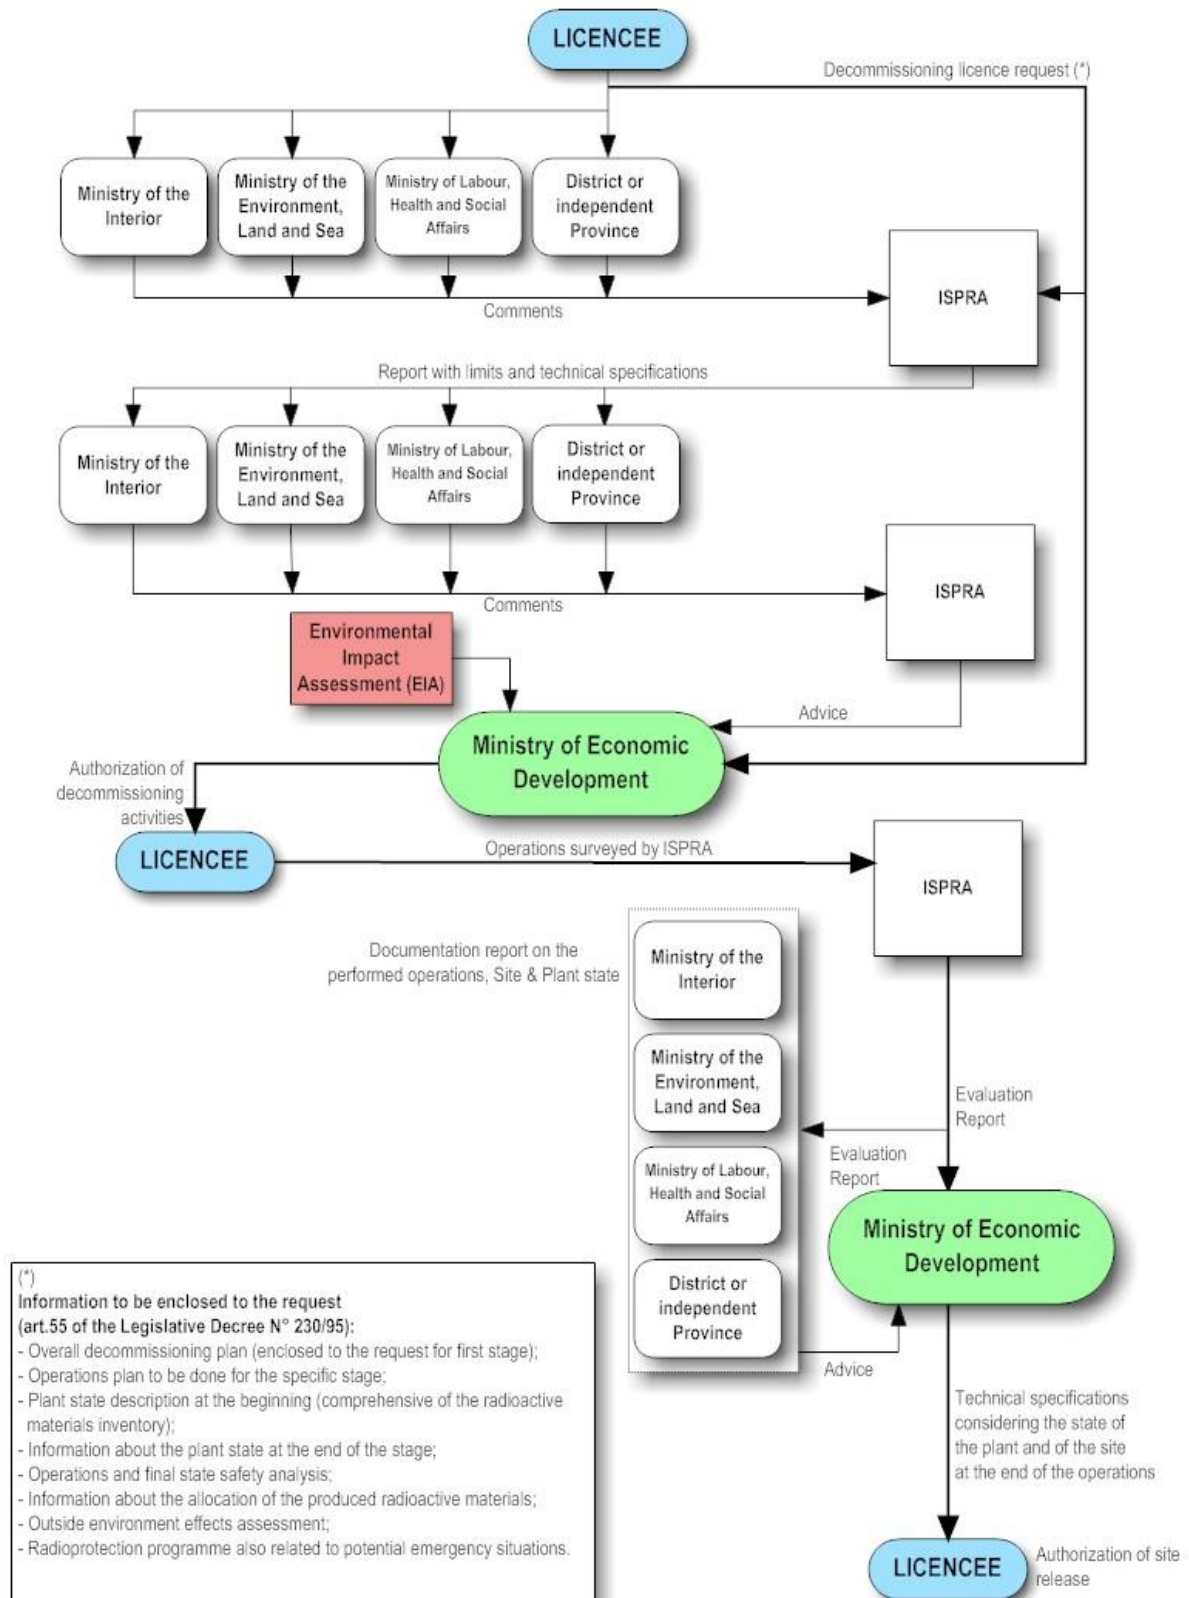 LICENCEE
Decommissioning licence request (*)
Ministry of the
Interior
Ministry of the
Environment,
Land and Sea
Ministry of Labour,
Health and Social
Affairs
District or
independent
Province
ISPRA
Comments
Report with limits and technical specifications
Ministry of the
Interior
Ministry of the
Environment,
Land and Sea
Ministry of Labour,
Health and Social
Affairs
District or
independent
Province
ISPRA
Comments
Environmental
Impact
Assessment (EIA)
Advice
Ministry of Economic
Development
Authorization of
decommissioning
activities
LICENCEE
Operations surveyed by ISPRA
ISPRA
Documentation report on the
performed operations, Site & Plant state
Ministry of the
Interior
Ministry of the
Environment,
Land and Sea
Ministry of Labour,
Health and Social
Affairs
District or
independent
Province
Evaluation
Report
Evaluation
Report
Ministry of Economic
Development
Advice
Technical specifications
considering the state of
the plant and of the site
at the end of the operations
LICENCEE
Authorization of site
release
(*)
Information to be enclosed to the request
(art.55 of the Legislative Decree N° 230/95):
- Overall decommissioning plan (enclosed to the request for first stage);
- Operations plan to be done for the specific stage;
- Plant state description at the beginning (comprehensive of the radioactive
materials inventory);
- Information about the plant state at the end of the stage;
- Operations and final state safety analysis;
- Information about the allocation of the produced radioactive materials;
- Outside environment effects assessment;
- Radioprotection programme also related to potential emergency situations.